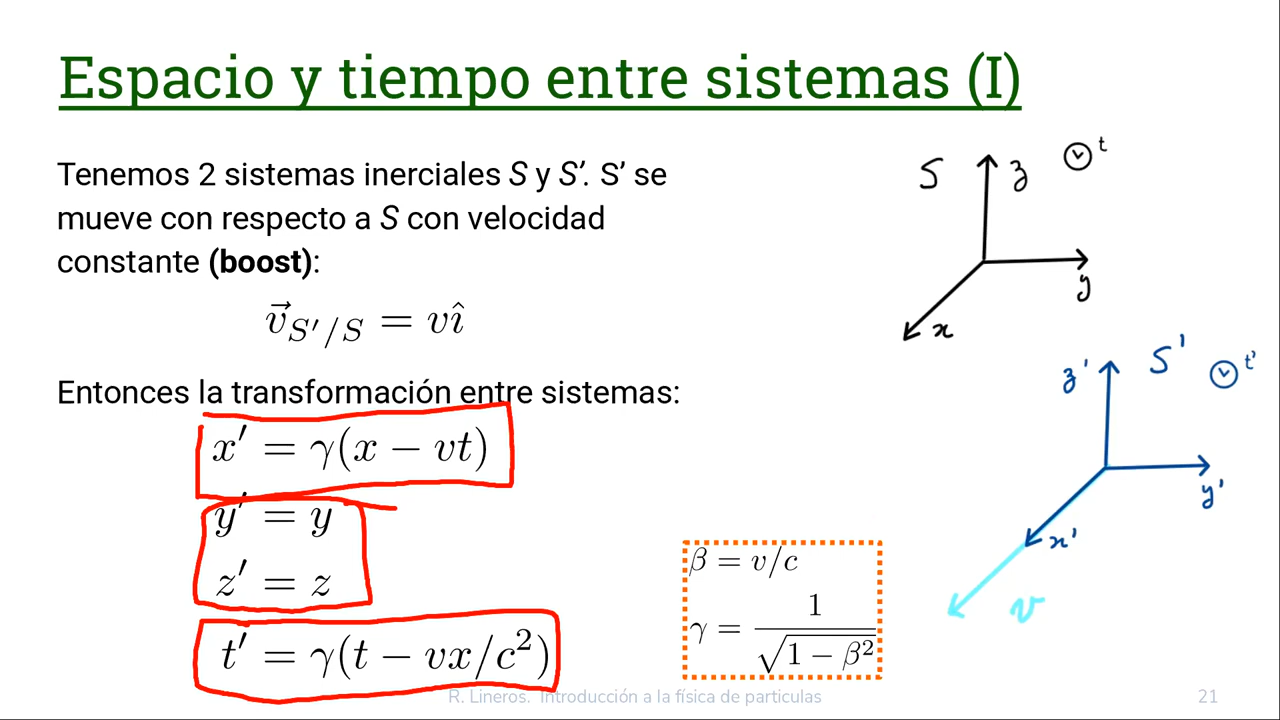 Espacio y tiempo entre sistemas (I)
Tenemos 2 sistemas inerciales S y S’. S’ se
mueve con respecto a S con velocidad
constante (boost):
v⃗_{S′/S} = vî
Entonces la transformación entre sistemas:
x′ = γ(x − vt)
y′ = y
z′ = z
t′ = γ(t − vx/c²)
β = v/c
γ = 1/√(1 − β²)
S
z
t
y
x
S'
z'
t'
y'
x'
v
R. Lineros. Introducción a la física de particulas
21